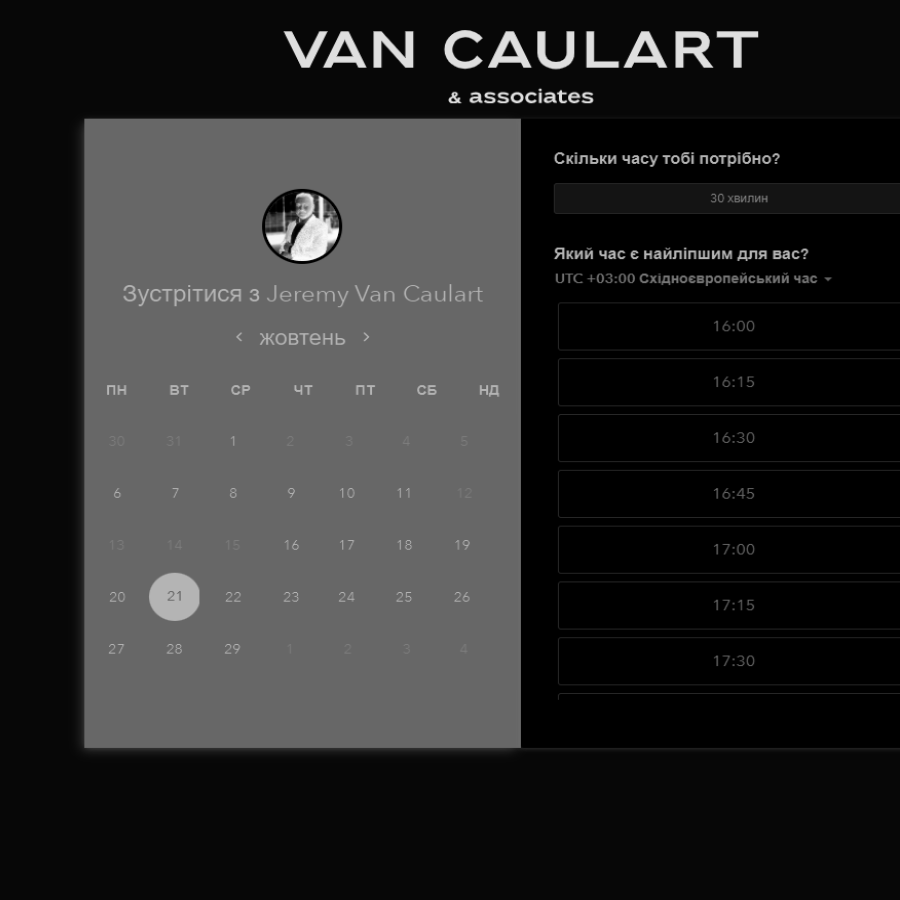 VAN CAULART
& associates
Зустрітися з Jeremy Van Caulart
жовтень
ПН ВТ СР ЧТ ПТ СБ НД
30 31 1 2 3 4 5
6 7 8 9 10 11 12
13 14 15 16 17 18 19
20 21 22 23 24 25 26
27 28 29 1 2 3 4
Скільки часу тобі потрібно?
30 хвилин
Який час є найліпшим для вас?
UTC +03:00 Східноєвропейський час
16:00
16:15
16:30
16:45
17:00
17:15
17:30